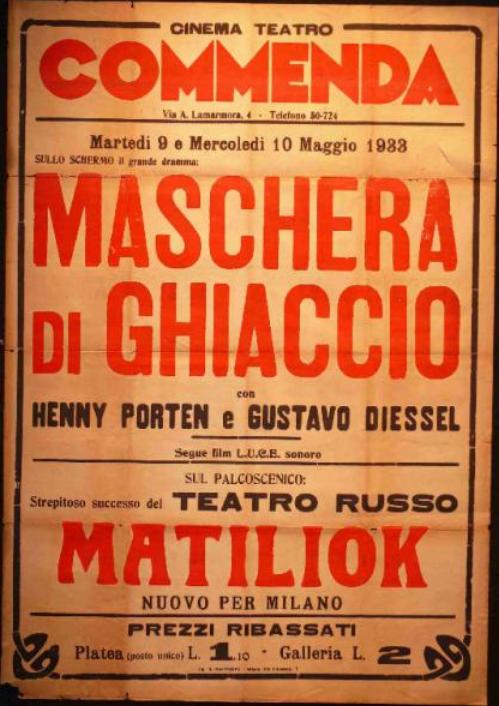 CINEMA TEATRO
COMMENDA
Via A. Lamarmora, 4 - Telefono 50-724
Martedì 9 e Mercoledì 10 Maggio 1933
SULLO SCHERMO il grande dramma:
MASCHERA
DI GHIACCIO
con
HENNY PORTEN e GUSTAVO DIESSEL
Segue film L.U.C.E. sonoro
SUL PALCOSCENICO:
Strepitoso successo del TEATRO RUSSO
MATILIOK
NUOVO PER MILANO
PREZZI RIBASSATI
Platea (posto unico) L. 1.10 - Galleria L. 2